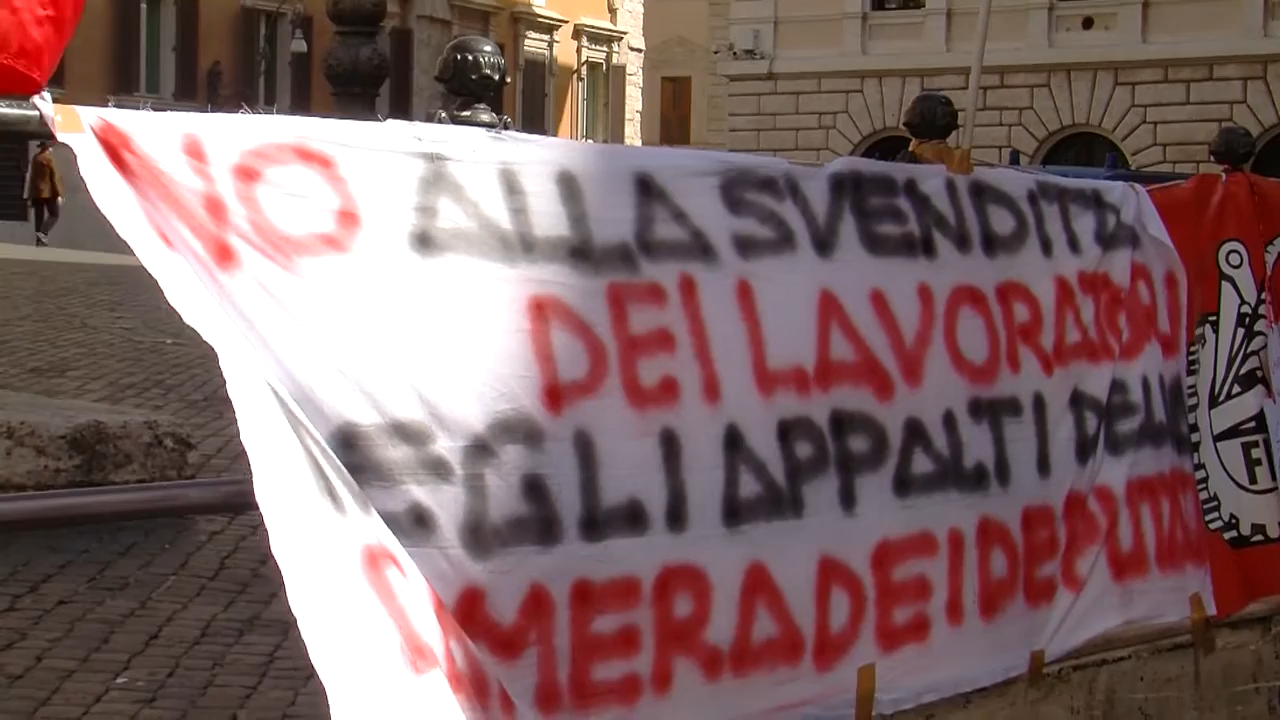 NO ALLA SVENDITA
DEI LAVORATORI
EGLI APPALTI DELLA
CAMERA DEI DEPUTATI